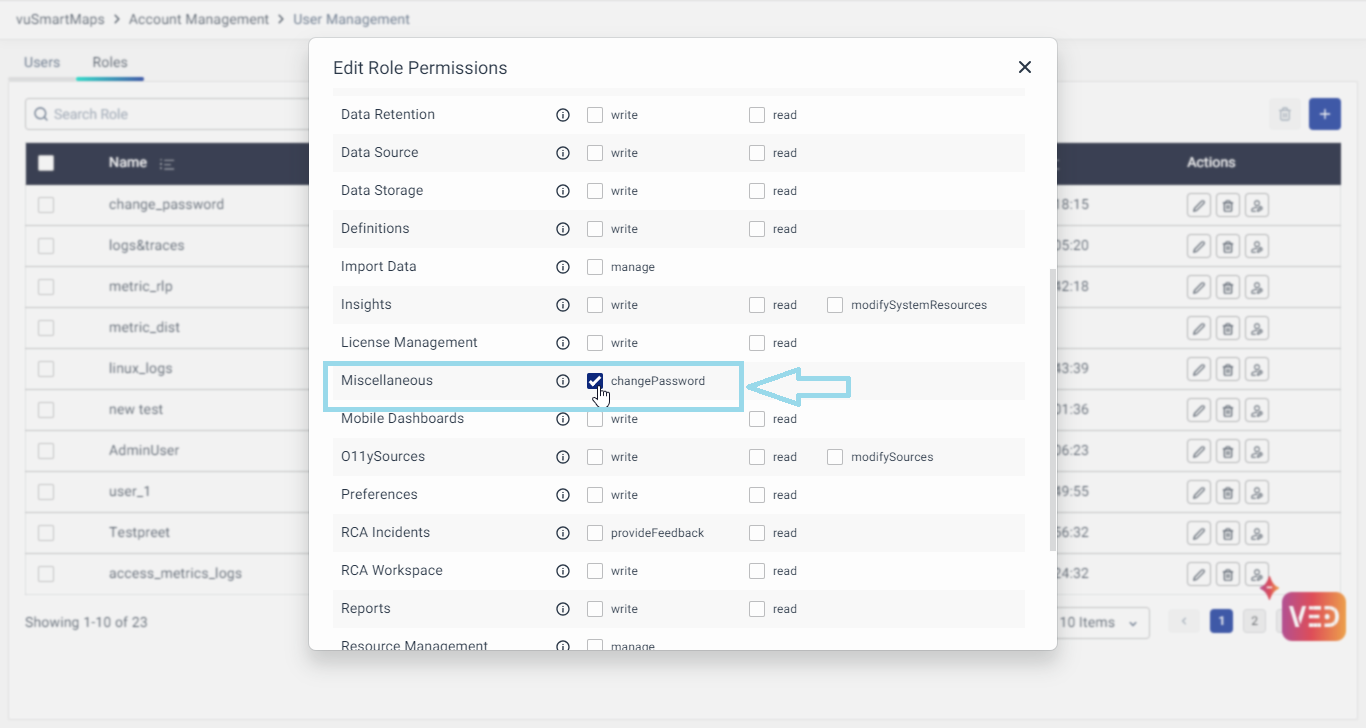 vuSmartMaps > Account Management > User Management
Users Roles
Search Role
Name Actions
change_password 18:15
logs&traces 05:20
metric_rlp 42:18
metric_dist
linux_logs 43:39
new test 01:36
AdminUser 06:23
user_1 49:55
Testpreet 56:32
access_metrics_logs 24:32
Showing 1-10 of 23 10 Items 1 2
VED
Edit Role Permissions
Data Retention write read
Data Source write read
Data Storage write read
Definitions write read
Import Data manage
Insights write read modifySystemResources
License Management write read
Miscellaneous changePassword
Mobile Dashboards write read
O11ySources write read modifySources
Preferences write read
RCA Incidents provideFeedback read
RCA Workspace write read
Reports write read
Resource Management manage